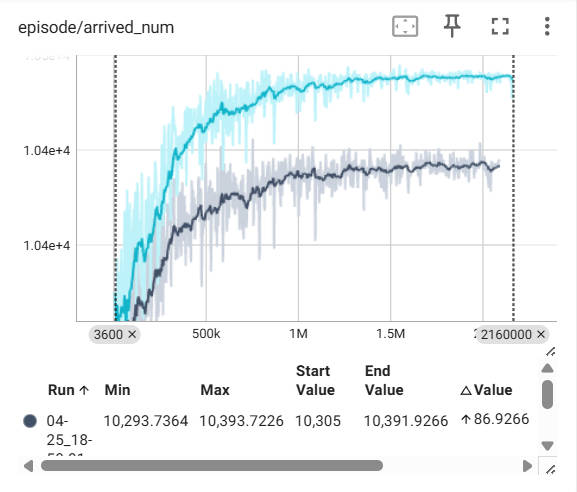 episode/arrived_num
1.04e+4
1.04e+4
3600 ×
500k
1M
1.5M
2160000 ×
Start
End
Run ↑ Min Max Value Value △ Value
04- 10,293.7364 10,393.7226 10,305 10,391.9266 ↑ 86.9266
25_18-